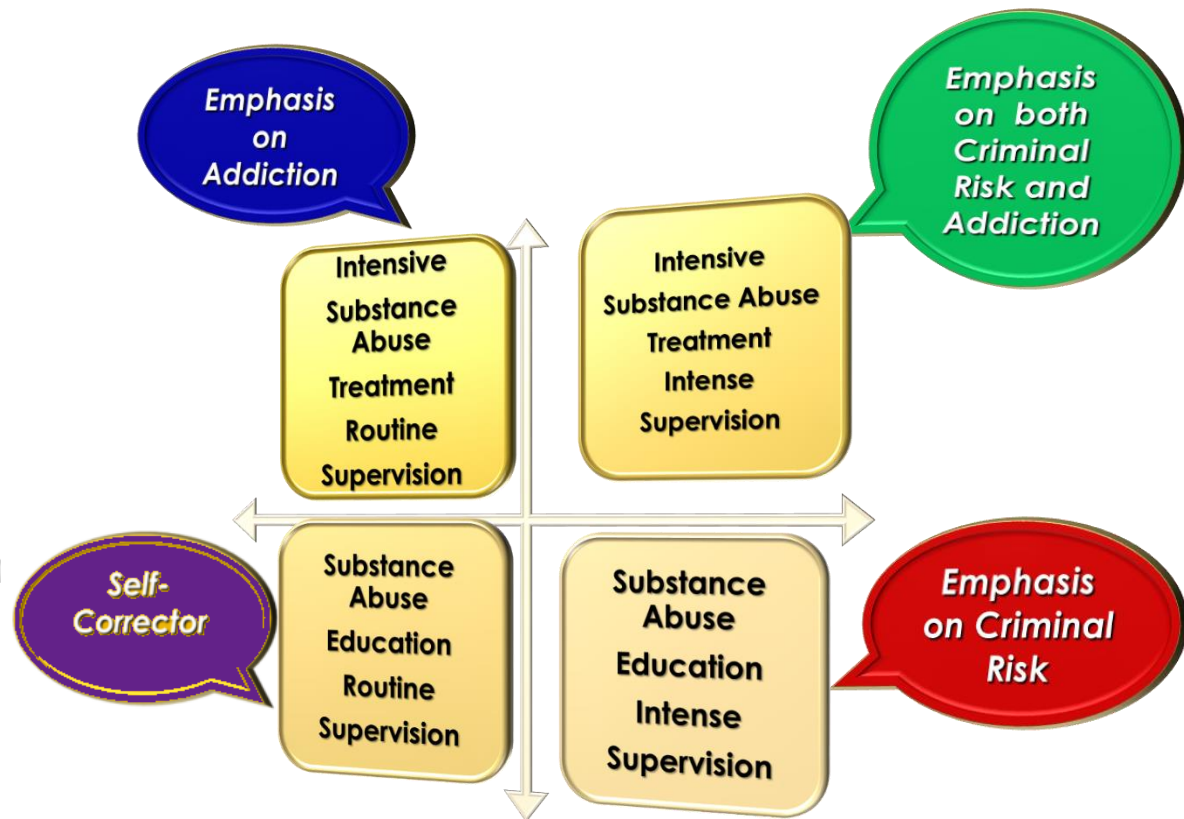 Emphasis
on
Addiction
Emphasis
on both
Criminal
Risk and
Addiction
Intensive
Substance
Abuse
Treatment
Routine
Supervision
Intensive
Substance Abuse
Treatment
Intense
Supervision
Self-
Corrector
Substance
Abuse
Education
Routine
Supervision
Substance
Abuse
Education
Intense
Supervision
Emphasis
on Criminal
Risk